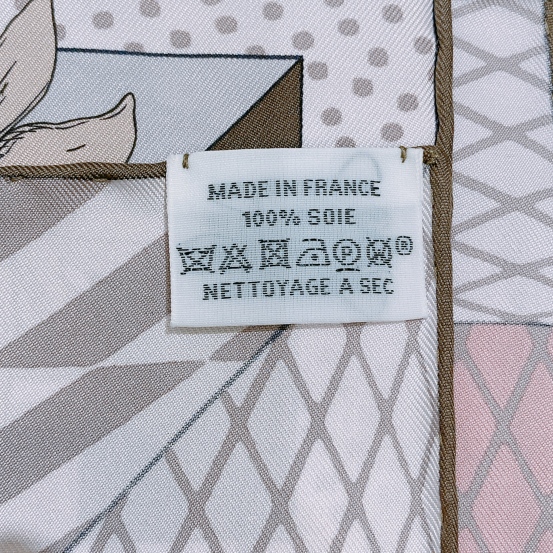 MADE IN FRANCE
100% SOIE
P W ®
NETTOYAGE A SEC